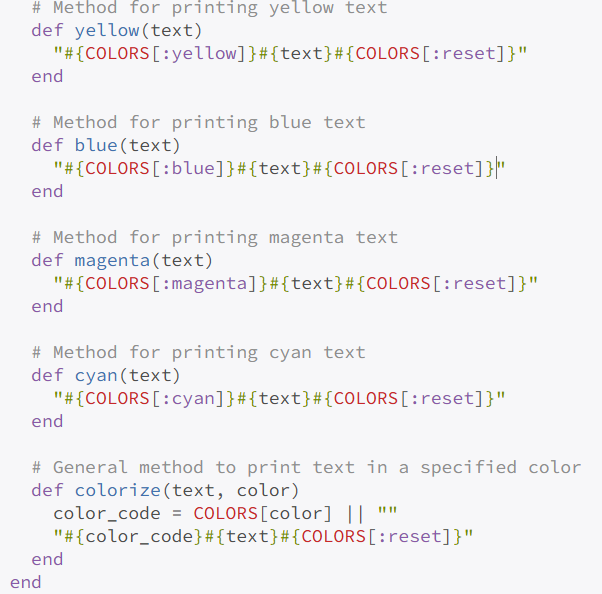 # Method for printing yellow text
  def yellow(text)
    "#{COLORS[:yellow]}#{text}#{COLORS[:reset]}"
  end

  # Method for printing blue text
  def blue(text)
    "#{COLORS[:blue]}#{text}#{COLORS[:reset]}"
  end

  # Method for printing magenta text
  def magenta(text)
    "#{COLORS[:magenta]}#{text}#{COLORS[:reset]}"
  end

  # Method for printing cyan text
  def cyan(text)
    "#{COLORS[:cyan]}#{text}#{COLORS[:reset]}"
  end

  # General method to print text in a specified color
  def colorize(text, color)
    color_code = COLORS[color] || ""
    "#{color_code}#{text}#{COLORS[:reset]}"
  end
end